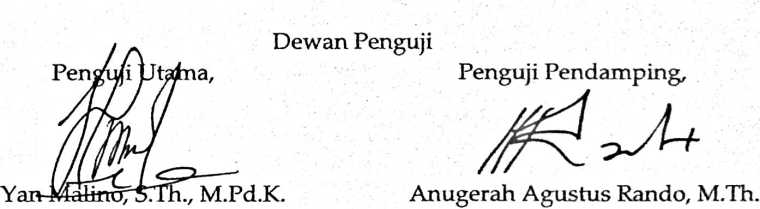 Dewan Penguji
Penguji Utama, Penguji Pendamping,
Yan Malino, S.Th., M.Pd.K. Anugerah Agustus Rando, M.Th.